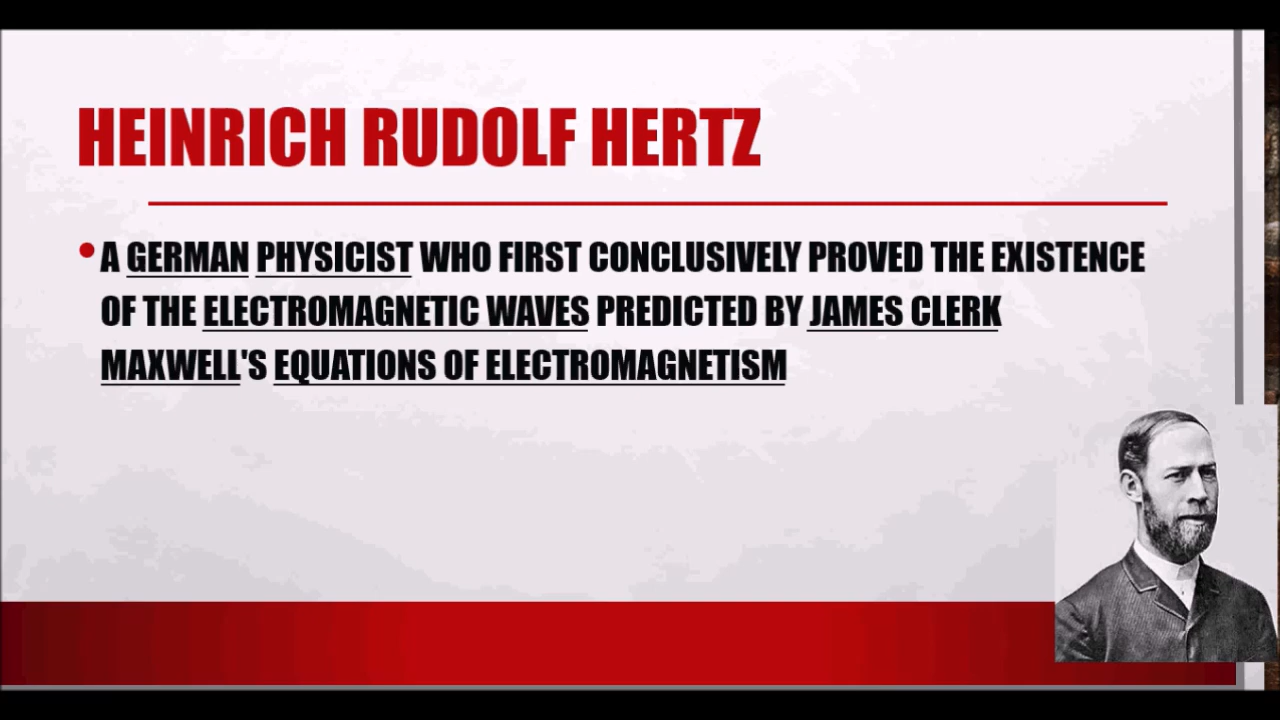 HEINRICH RUDOLF HERTZ
• A GERMAN PHYSICIST WHO FIRST CONCLUSIVELY PROVED THE EXISTENCE
OF THE ELECTROMAGNETIC WAVES PREDICTED BY JAMES CLERK
MAXWELL'S EQUATIONS OF ELECTROMAGNETISM